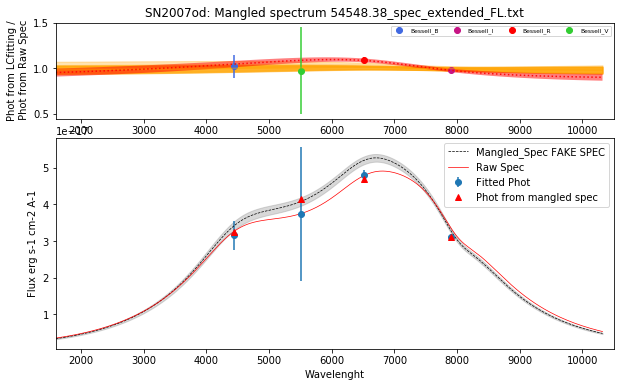 SN2007od: Mangled spectrum 54548.38_spec_extended_FL.txt
Phot from LCfitting /
Phot from Raw Spec
1.5
1.0
0.5
Bessell_B
Bessell_I
Bessell_R
Bessell_V
2000 3000 4000 5000 6000 7000 8000 9000 10000
1e−17
Flux erg s-1 cm-2 A-1
5
4
3
2
1
Mangled_Spec FAKE SPEC
Raw Spec
Fitted Phot
Phot from mangled spec
2000 3000 4000 5000 6000 7000 8000 9000 10000
Wavelenght